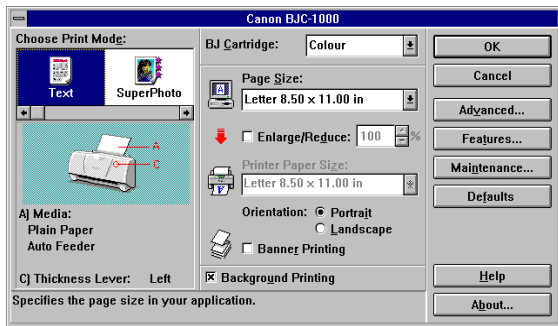 Canon BJC-1000
Choose Print Mode:
Text
SuperPhoto
A
C
A) Media:
Plain Paper
Auto Feeder
C) Thickness Lever: Left
BJ Cartridge: Colour
Page Size:
A
Letter 8.50 x 11.00 in
Enlarge/Reduce: 100 %
Printer Paper Size:
F
Letter 8.50 x 11.00 in
Orientation: Portrait
Landscape
Banner Printing
Background Printing
OK
Cancel
Advanced...
Features...
Maintenance...
Defaults
Help
About...
Specifies the page size in your application.